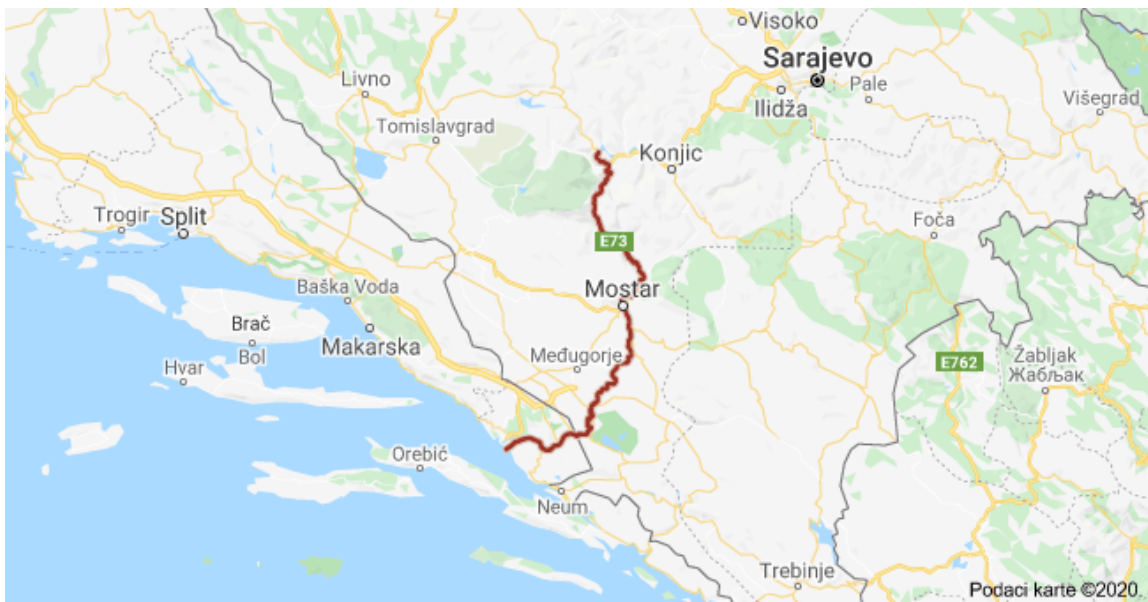 Visoko
Sarajevo
Livno
Pale
Ilidža
Višegrad
Tomislavgrad
Konjic
Trogir
Split
Foča
E73
Baška Voda
Mostar
Brač
Makarska
Bol
Međugorje
Žabljak
Жабљак
E762
Hvar
Orebić
Neum
Trebinje
Podaci karte ©2020